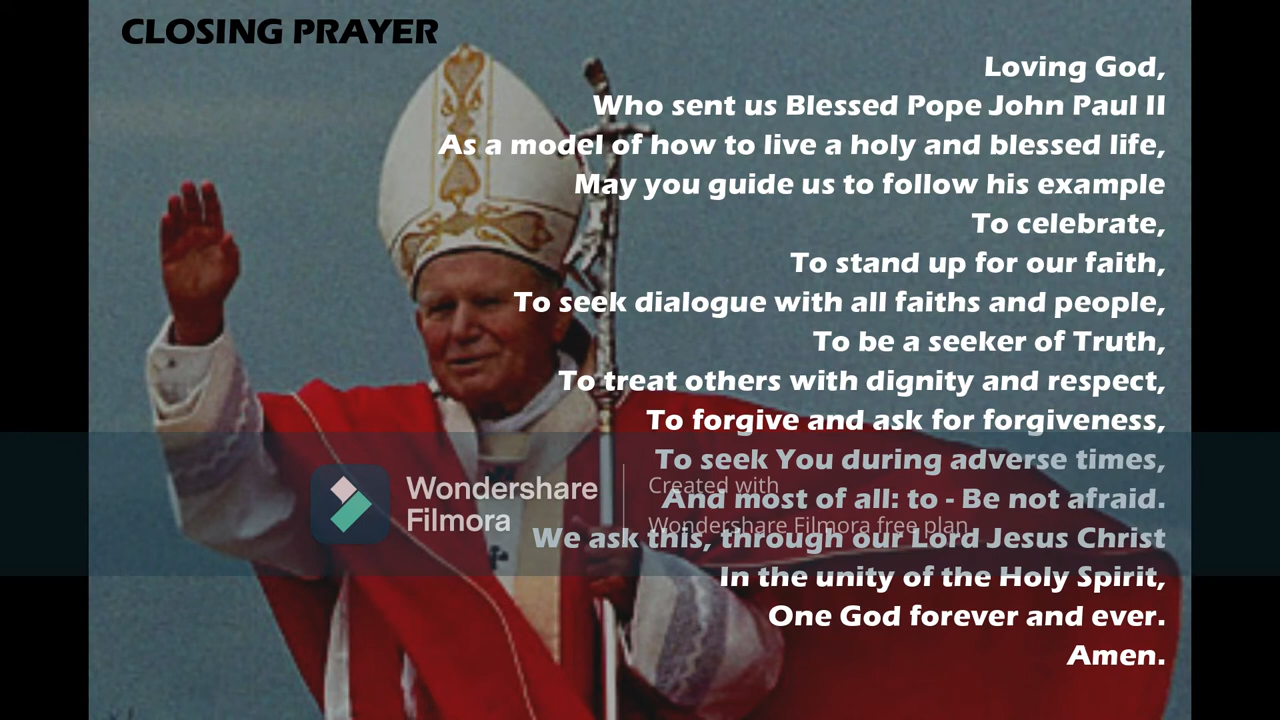 CLOSING PRAYER
Loving God,
Who sent us Blessed Pope John Paul II
As a model of how to live a holy and blessed life,
May you guide us to follow his example
To celebrate,
To stand up for our faith,
To seek dialogue with all faiths and people,
To be a seeker of Truth,
To treat others with dignity and respect,
To forgive and ask for forgiveness,
To seek You during adverse times,
And most of all: to - Be not afraid.
We ask this, through our Lord Jesus Christ
In the unity of the Holy Spirit,
One God forever and ever.
Amen.
Wondershare
Filmora
Created with
Wondershare Filmora free plan